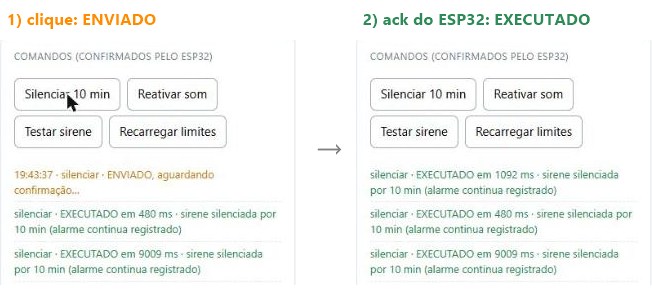 1) clique: ENVIADO
COMANDOS (CONFIRMADOS PELO ESP32)
Silenciar 10 min
Reativar som
Testar sirene
Recarregar limites
19:43:37 · silenciar · ENVIADO, aguardando
confirmação...
silenciar · EXECUTADO em 480 ms · sirene silenciada por
10 min (alarme continua registrado)
silenciar · EXECUTADO em 9009 ms · sirene silenciada
por 10 min (alarme continua registrado)
→
2) ack do ESP32: EXECUTADO
COMANDOS (CONFIRMADOS PELO ESP32)
Silenciar 10 min
Reativar som
Testar sirene
Recarregar limites
silenciar · EXECUTADO em 1092 ms · sirene silenciada
por 10 min (alarme continua registrado)
silenciar · EXECUTADO em 480 ms · sirene silenciada por
10 min (alarme continua registrado)
silenciar · EXECUTADO em 9009 ms · sirene silenciada
por 10 min (alarme continua registrado)